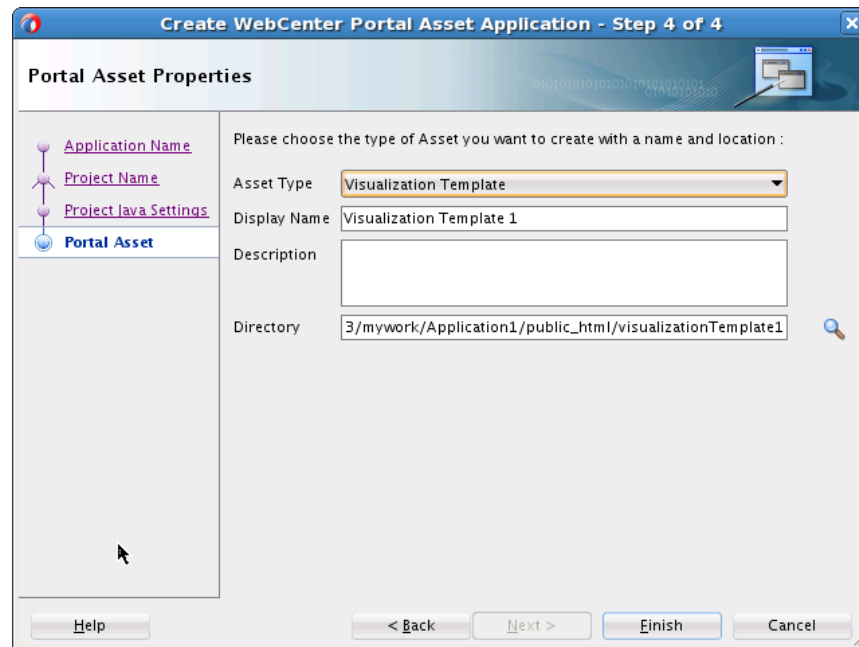 Create WebCenter Portal Asset Application - Step 4 of 4
Portal Asset Properties
Application Name
Project Name
Project Java Settings
Portal Asset
Please choose the type of Asset you want to create with a name and location :
Asset Type
Visualization Template
Display Name
Visualization Template 1
Description
Directory
3/mywork/Application1/public_html/visualizationTemplate1
Help
< Back
Next >
Finish
Cancel